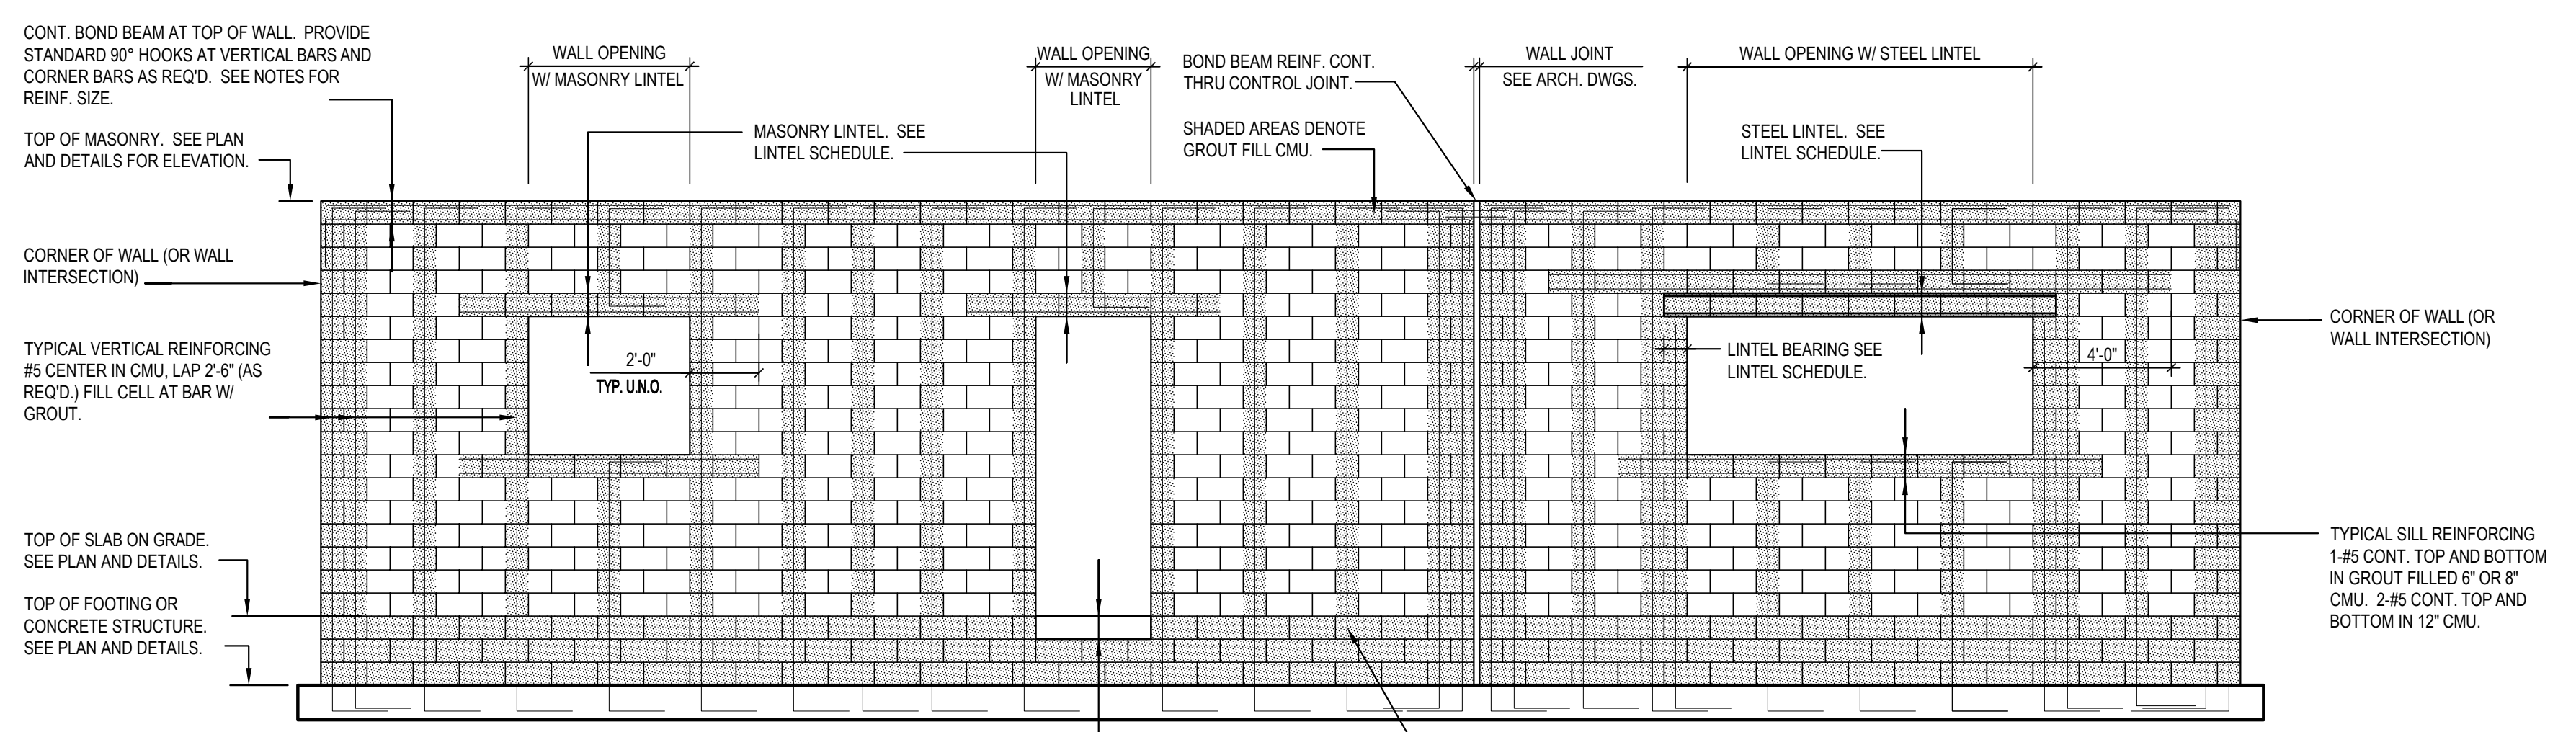 CONT. BOND BEAM AT TOP OF WALL. PROVIDE
STANDARD 90° HOOKS AT VERTICAL BARS AND
CORNER BARS AS REQ'D. SEE NOTES FOR
REINF. SIZE.
TOP OF MASONRY. SEE PLAN
AND DETAILS FOR ELEVATION.
CORNER OF WALL (OR WALL
INTERSECTION)
TYPICAL VERTICAL REINFORCING
#5 CENTER IN CMU, LAP 2'-6" (AS
REQ'D.) FILL CELL AT BAR W/
GROUT.
TOP OF SLAB ON GRADE.
SEE PLAN AND DETAILS.
TOP OF FOOTING OR
CONCRETE STRUCTURE.
SEE PLAN AND DETAILS.
WALL OPENING
W/ MASONRY LINTEL
MASONRY LINTEL. SEE
LINTEL SCHEDULE.
2'-0"
TYP. U.N.O.
WALL OPENING
W/ MASONRY
LINTEL
BOND BEAM REINF. CONT.
THRU CONTROL JOINT.
SHADED AREAS DENOTE
GROUT FILL CMU.
WALL JOINT
SEE ARCH. DWGS.
WALL OPENING W/ STEEL LINTEL
STEEL LINTEL. SEE
LINTEL SCHEDULE.
LINTEL BEARING SEE
LINTEL SCHEDULE.
4'-0"
CORNER OF WALL (OR
WALL INTERSECTION)
TYPICAL SILL REINFORCING
1-#5 CONT. TOP AND BOTTOM
IN GROUT FILLED 6" OR 8"
CMU. 2-#5 CONT. TOP AND
BOTTOM IN 12" CMU.